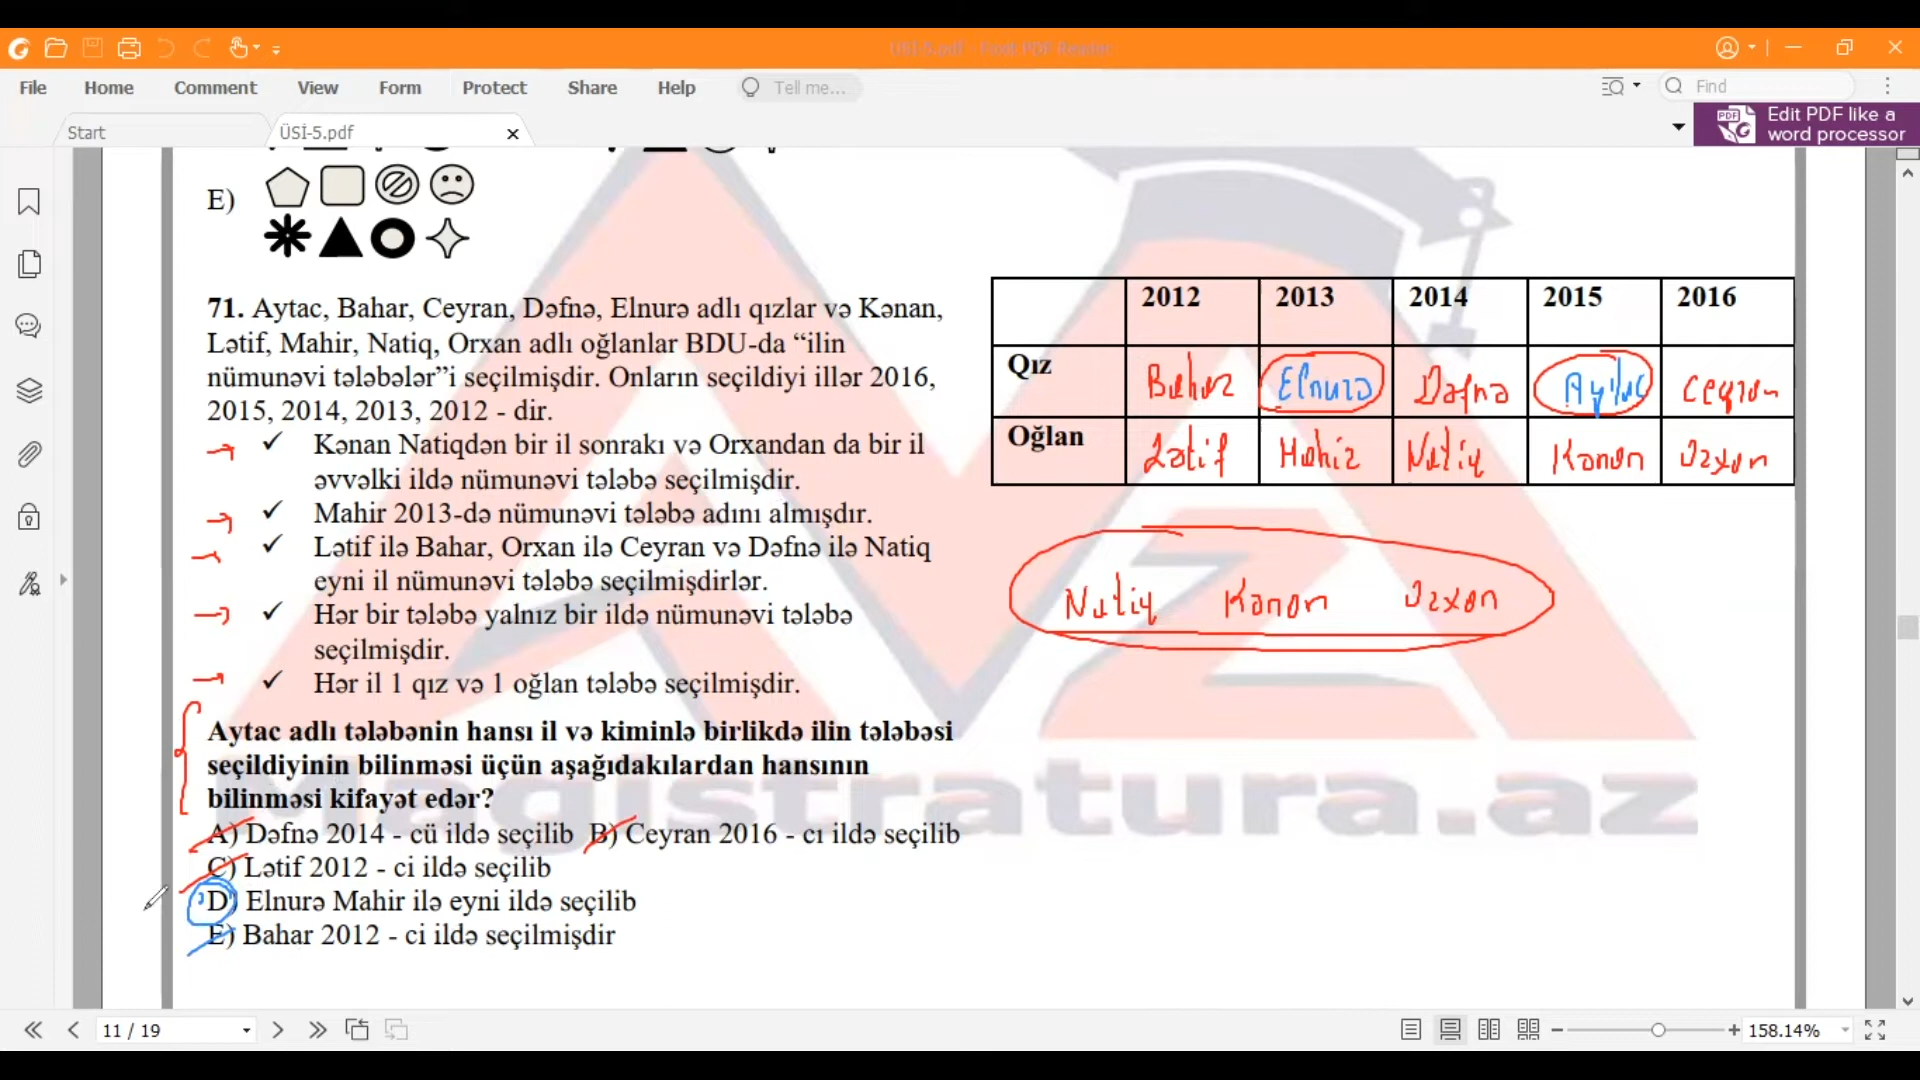 ÜSİ-5.pdf - Foxit PDF Reader
File Home Comment View Form Protect Share Help Tell me... Find
Start ÜSİ-5.pdf
Edit PDF like a
word processor
E)
71. Aytac, Bahar, Ceyran, Dəfnə, Elnurə adlı qızlar və Kənan,
Lətif, Mahir, Natiq, Orxan adlı oğlanlar BDU-da “ilin
nümunəvi tələbələr”i seçilmişdir. Onların seçildiyi illər 2016,
2015, 2014, 2013, 2012 - dir.
✓ Kənan Natiqdən bir il sonrakı və Orxandan da bir il
əvvəlki ildə nümunəvi tələbə seçilmişdir.
✓ Mahir 2013-də nümunəvi tələbə adını almışdır.
✓ Lətif ilə Bahar, Orxan ilə Ceyran və Dəfnə ilə Natiq
eyni il nümunəvi tələbə seçilmişdirlər.
✓ Hər bir tələbə yalnız bir ildə nümunəvi tələbə
seçilmişdir.
✓ Hər il 1 qız və 1 oğlan tələbə seçilmişdir.
Aytac adlı tələbənin hansı il və kiminlə birlikdə ilin tələbəsi
seçildiyinin bilinməsi üçün aşağıdakılardan hansının
bilinməsi kifayət edər?
A) Dəfnə 2014 - cü ildə seçilib B) Ceyran 2016 - cı ildə seçilib
C) Lətif 2012 - ci ildə seçilib
D) Elnurə Mahir ilə eyni ildə seçilib
E) Bahar 2012 - ci ildə seçilmişdir
2012 2013 2014 2015 2016
Qız Bahar Elnurə Dəfnə Aytac Ceyran
Oğlan Lətif Mahir Natiq Kənan Orxan
Natiq Kənan Orxan
Magistratura.az
11 / 19
158.14%